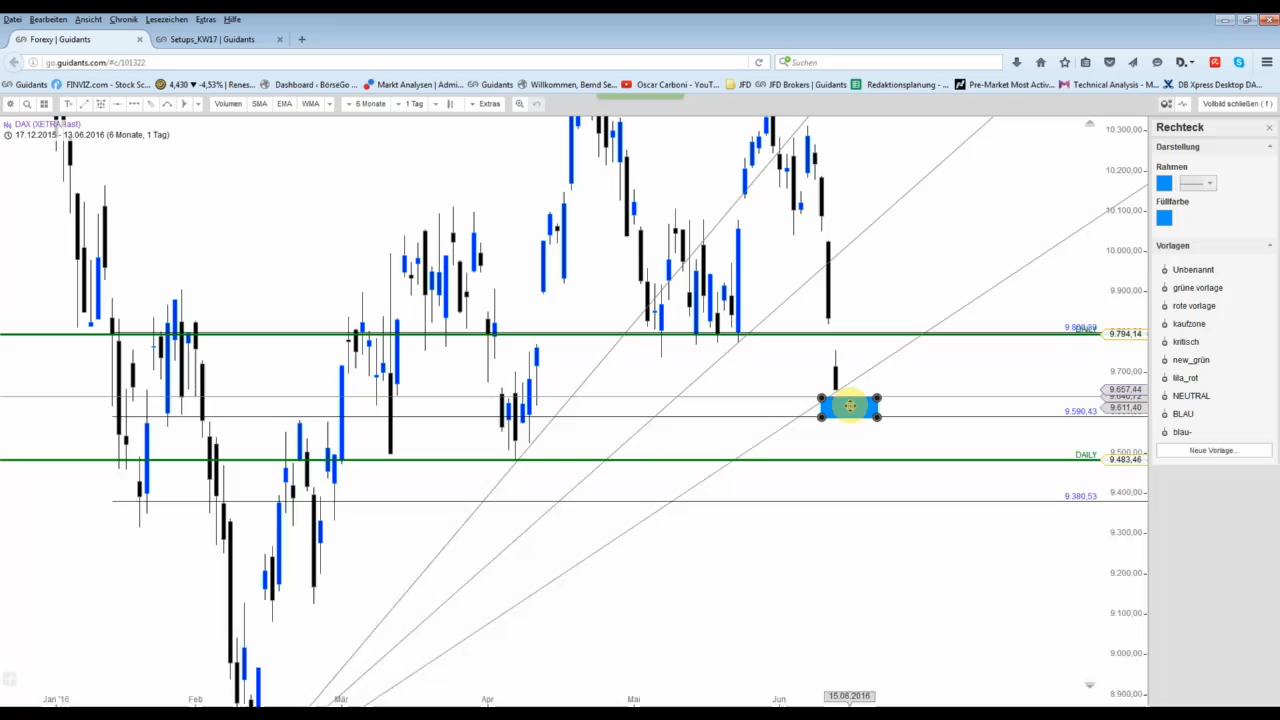 Datei Bearbeiten Ansicht Chronik Lesezeichen Extras Hilfe
Forexy | Guidants × Setups_KW17 | Guidants × +
go.guidants.com/#c/101322 Suchen
Guidants FINVIZ.com - Stock Sc... 4,430 ▼ -4,53% | Renes... Dashboard ‹ BörseGo ... Markt Analysen | Admi... Guidants Willkommen, Bernd Se... Oscar Carboni - YouT... JFD JFD Brokers | Guidants Redaktionsplanung - ... Pre-Market Most Activ... Technical Analysis - M... DB Xpress Desktop DA...
Volumen SMA EMA WMA 6 Monate 1 Tag Extras Vollbild schließen ( f )
DAX (XETRA, last)
17.12.2015 - 13.06.2016 (6 Monate, 1 Tag)
10.300,00
10.200,00
10.100,00
10.000,00
9.900,00
9.794,14
9.700,00
9.657,44
9.611,40
9.590,43
9.500,00
DAILY 9.483,46
9.400,00
9.380,53
9.300,00
9.200,00
9.100,00
9.000,00
8.900,00
Jan '16 Feb Mär Apr Mai Jun 15.06.2016
Rechteck
Darstellung
Rahmen
Füllfarbe
Vorlagen
Unbenannt
grüne vorlage
rote vorlage
kaufzone
kritisch
new_grün
lila_rot
NEUTRAL
BLAU
blau-
Neue Vorlage...